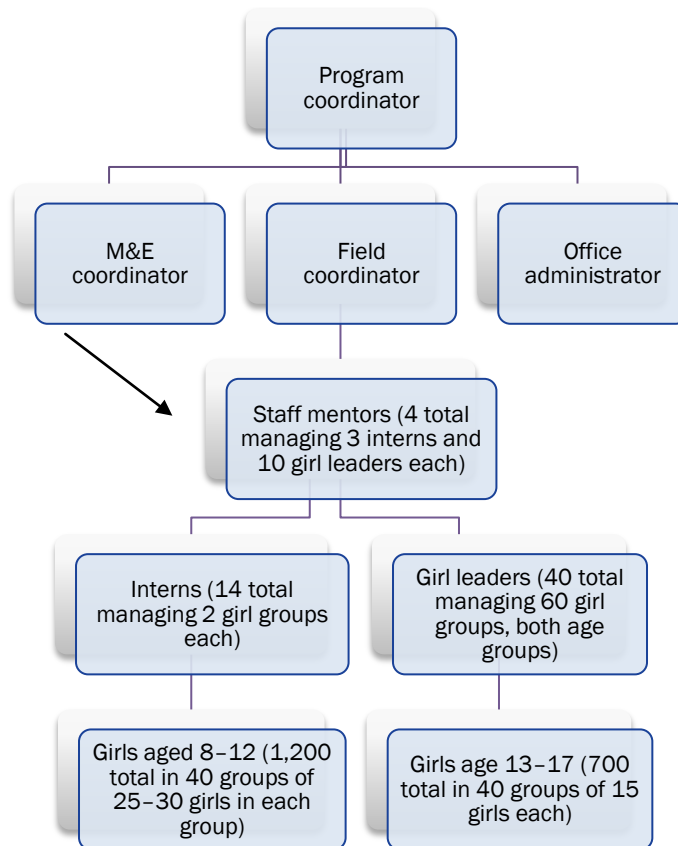 Program
coordinator
M&E
coordinator
Field
coordinator
Office
administrator
Staff mentors (4 total
managing 3 interns and
10 girl leaders each)
Interns (14 total
managing 2 girl groups
each)
Girl leaders (40 total
managing 60 girl
groups, both age
groups)
Girls aged 8–12 (1,200
total in 40 groups of
25–30 girls in each
group)
Girls age 13–17 (700
total in 40 groups of 15
girls each)